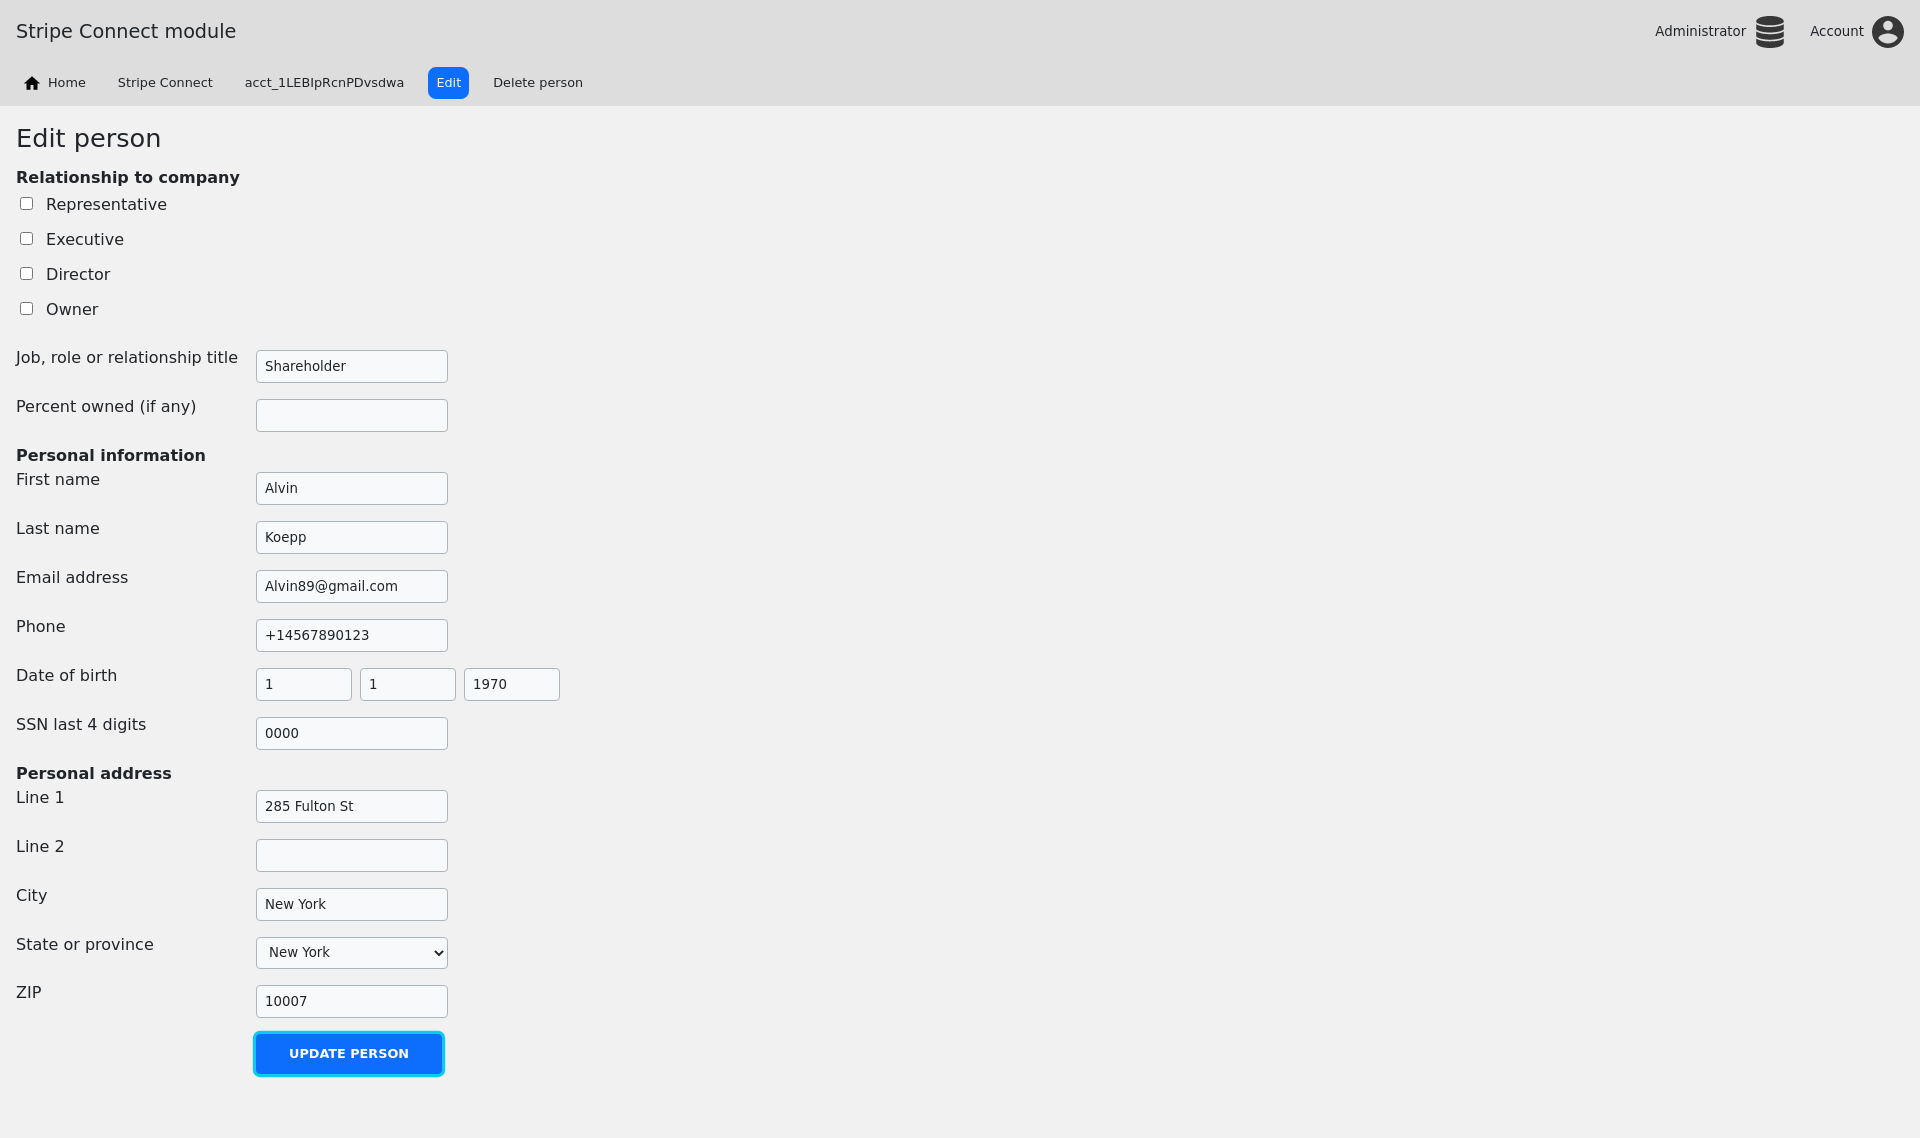 Stripe Connect module
Administrator
Account
Home
Stripe Connect
acct_1LEBIpRcnPDvsdwa
Edit
Delete person
Edit person
Relationship to company
Representative
Executive
Director
Owner
Job, role or relationship title
Shareholder
Percent owned (if any)
Personal information
First name
Alvin
Last name
Koepp
Email address
Alvin89@gmail.com
Phone
+14567890123
Date of birth
1
1
1970
SSN last 4 digits
0000
Personal address
Line 1
285 Fulton St
Line 2
City
New York
State or province
New York
ZIP
10007
UPDATE PERSON